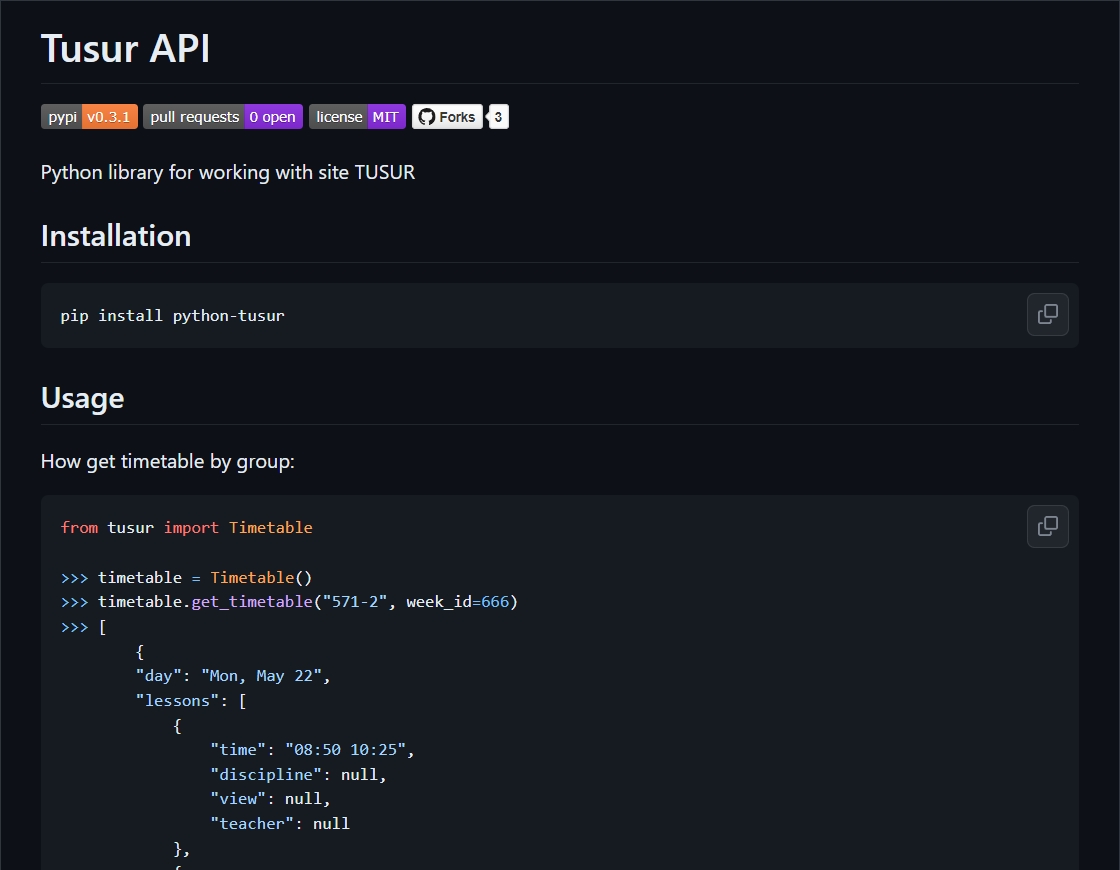 Tusur API
pypi v0.3.1 pull requests 0 open license MIT Forks 3
Python library for working with site TUSUR
Installation
pip install python-tusur
Usage
How get timetable by group:
from tusur import Timetable
>>> timetable = Timetable()
>>> timetable.get_timetable("571-2", week_id=666)
>>> [
{
"day": "Mon, May 22",
"lessons": [
{
"time": "08:50 10:25",
"discipline": null,
"view": null,
"teacher": null
},